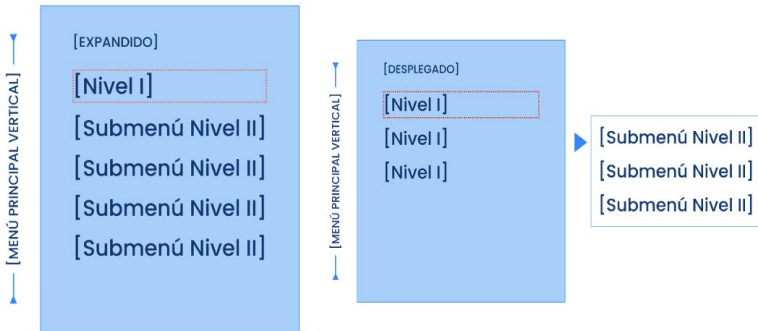 [MENÚ PRINCIPAL VERTICAL]
[EXPANDIDO]
[Nivel I]
[Submenú Nivel II]
[Submenú Nivel II]
[Submenú Nivel II]
[Submenú Nivel II]
[MENÚ PRINCIPAL VERTICAL]
[DESPLEGADO]
[Nivel I]
[Nivel I]
[Nivel I]
[Submenú Nivel II]
[Submenú Nivel II]
[Submenú Nivel II]